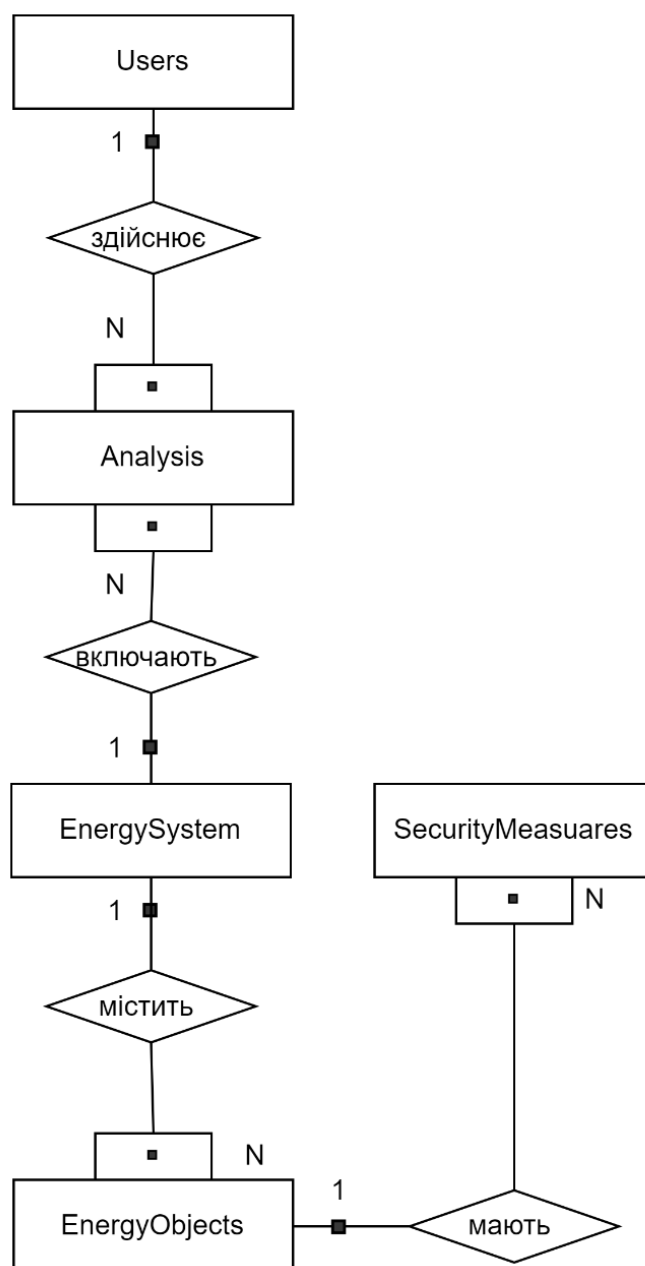 Users
1
здійснює
N
Analysis
N
включають
1
EnergySystem
SecurityMeasuares
1
N
містить
N
1
EnergyObjects
мають